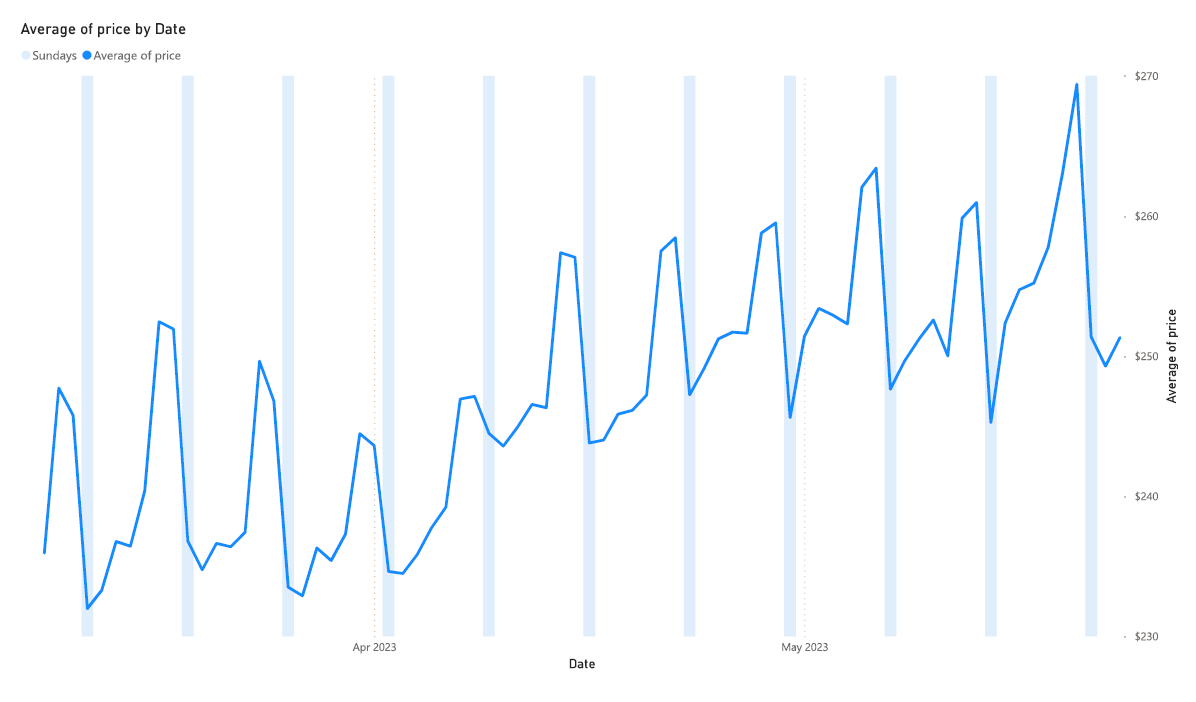 Average of price by Date
Sundays Average of price
$270
$260
$250
$240
$230
Average of price
Apr 2023 May 2023
Date